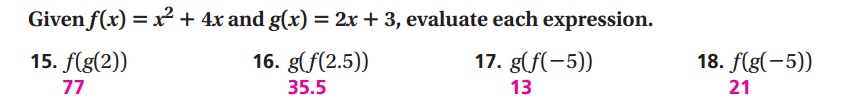 Given f(x) = x² + 4x and g(x) = 2x + 3, evaluate each expression.
15. f(g(2)) 16. g(f(2.5)) 17. g(f(−5)) 18. f(g(−5))
77 35.5 13 21